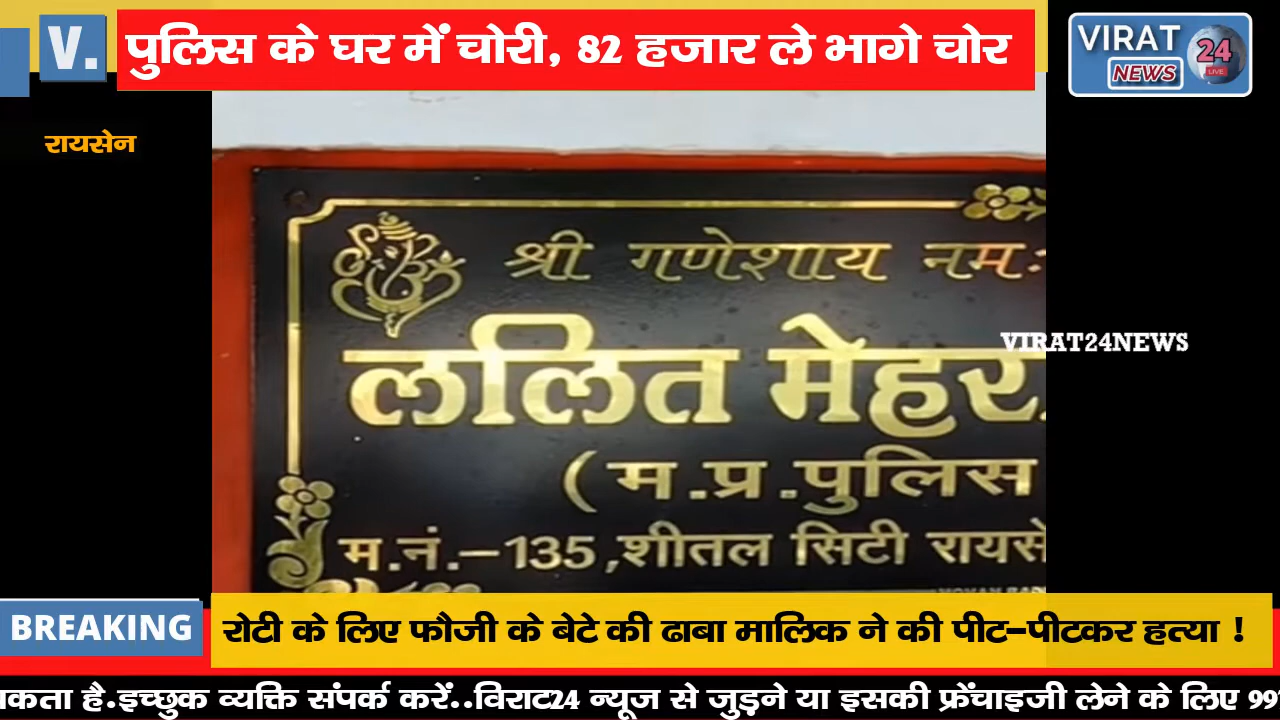 V.
पुलिस के घर में चोरी, 82 हजार ले भागे चोर
VIRAT
24
LIVE
NEWS
रायसेन
श्री गणेशाय नम:
ललित मेहर
VIRAT24NEWS
(म.प्र.पुलिस
म.नं.-135,शीतल सिटी रायसे
BREAKING
रोटी के लिए फौजी के बेटे की ढाबा मालिक ने की पीट-पीटकर हत्या !
है.इच्छुक व्यक्ति संपर्क करें..विराट24 न्यूज से जुड़ने या इसकी फ्रेंचाइजी लेने के लिए 99